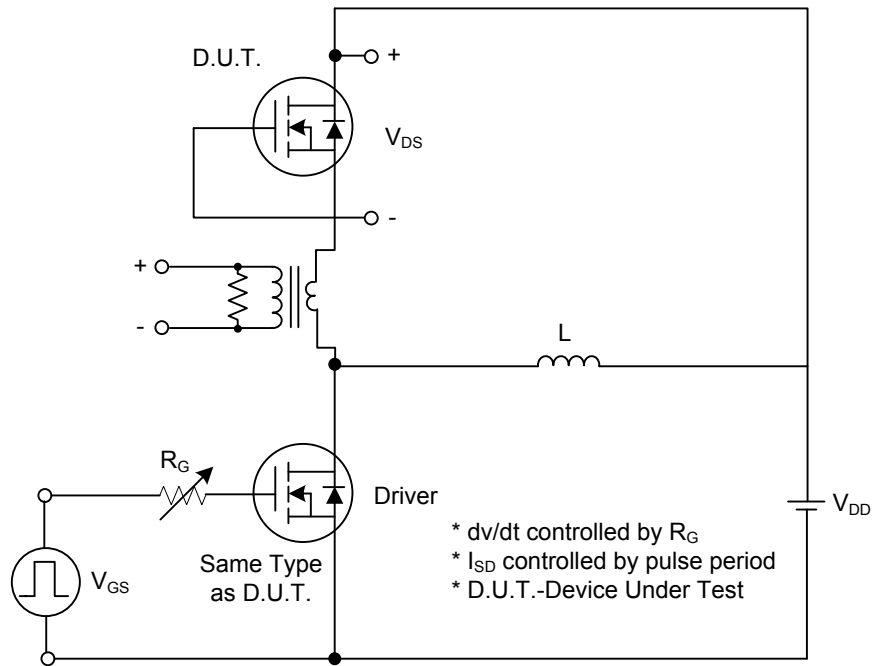 D.U.T.
+
V_DS
-
+
-
L
R_G
Driver
V_DD
V_GS
Same Type
as D.U.T.
* dv/dt controlled by R_G
* I_SD controlled by pulse period
* D.U.T.-Device Under Test